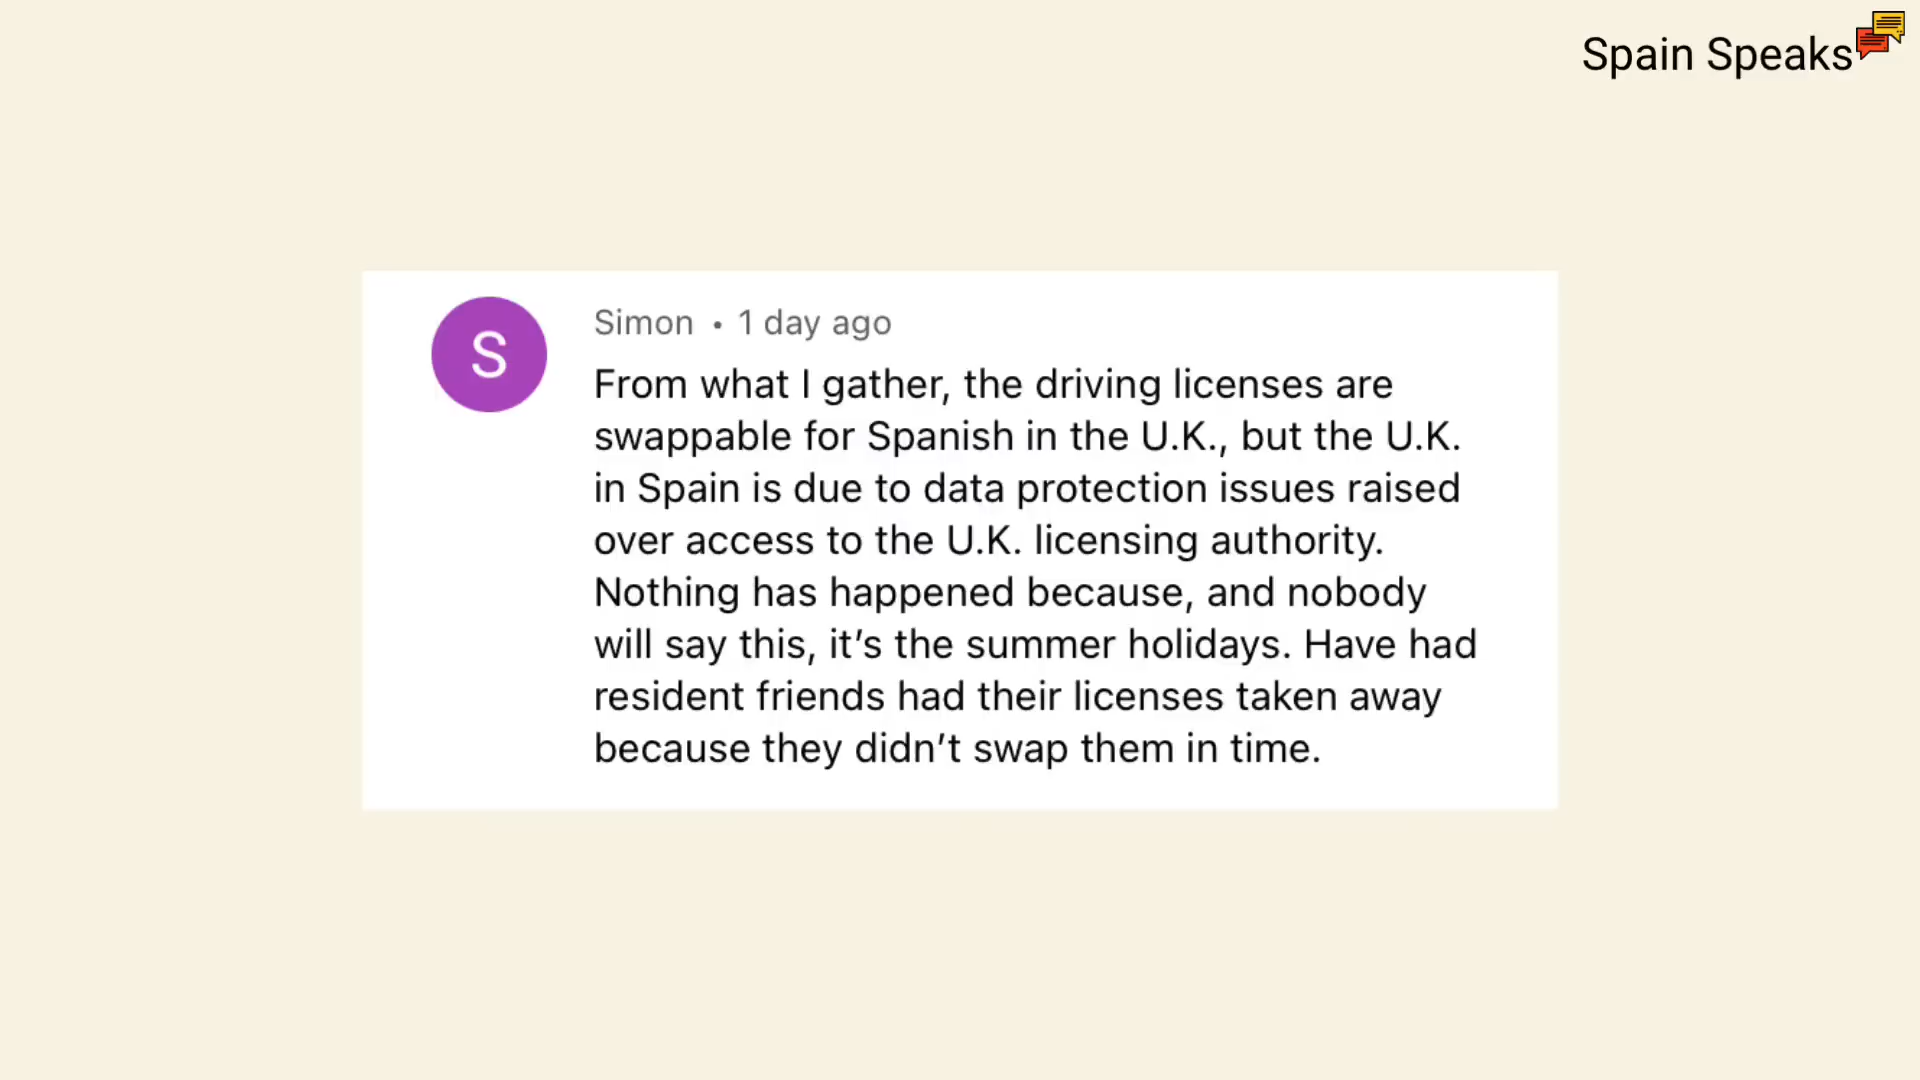 Spain Speaks
S
Simon • 1 day ago
From what I gather, the driving licenses are
swappable for Spanish in the U.K., but the U.K.
in Spain is due to data protection issues raised
over access to the U.K. licensing authority.
Nothing has happened because, and nobody
will say this, it’s the summer holidays. Have had
resident friends had their licenses taken away
because they didn’t swap them in time.